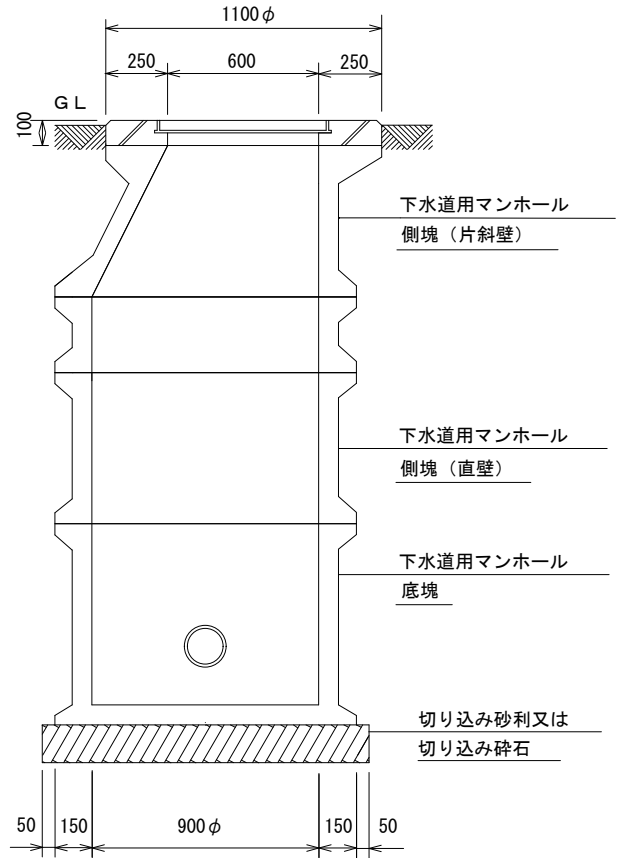 1100φ
250 600 250
GL
100
下水道用マンホール
側塊（片斜壁）
下水道用マンホール
側塊（直壁）
下水道用マンホール
底塊
切り込み砂利又は
切り込み砕石
50 150 900φ 150 50